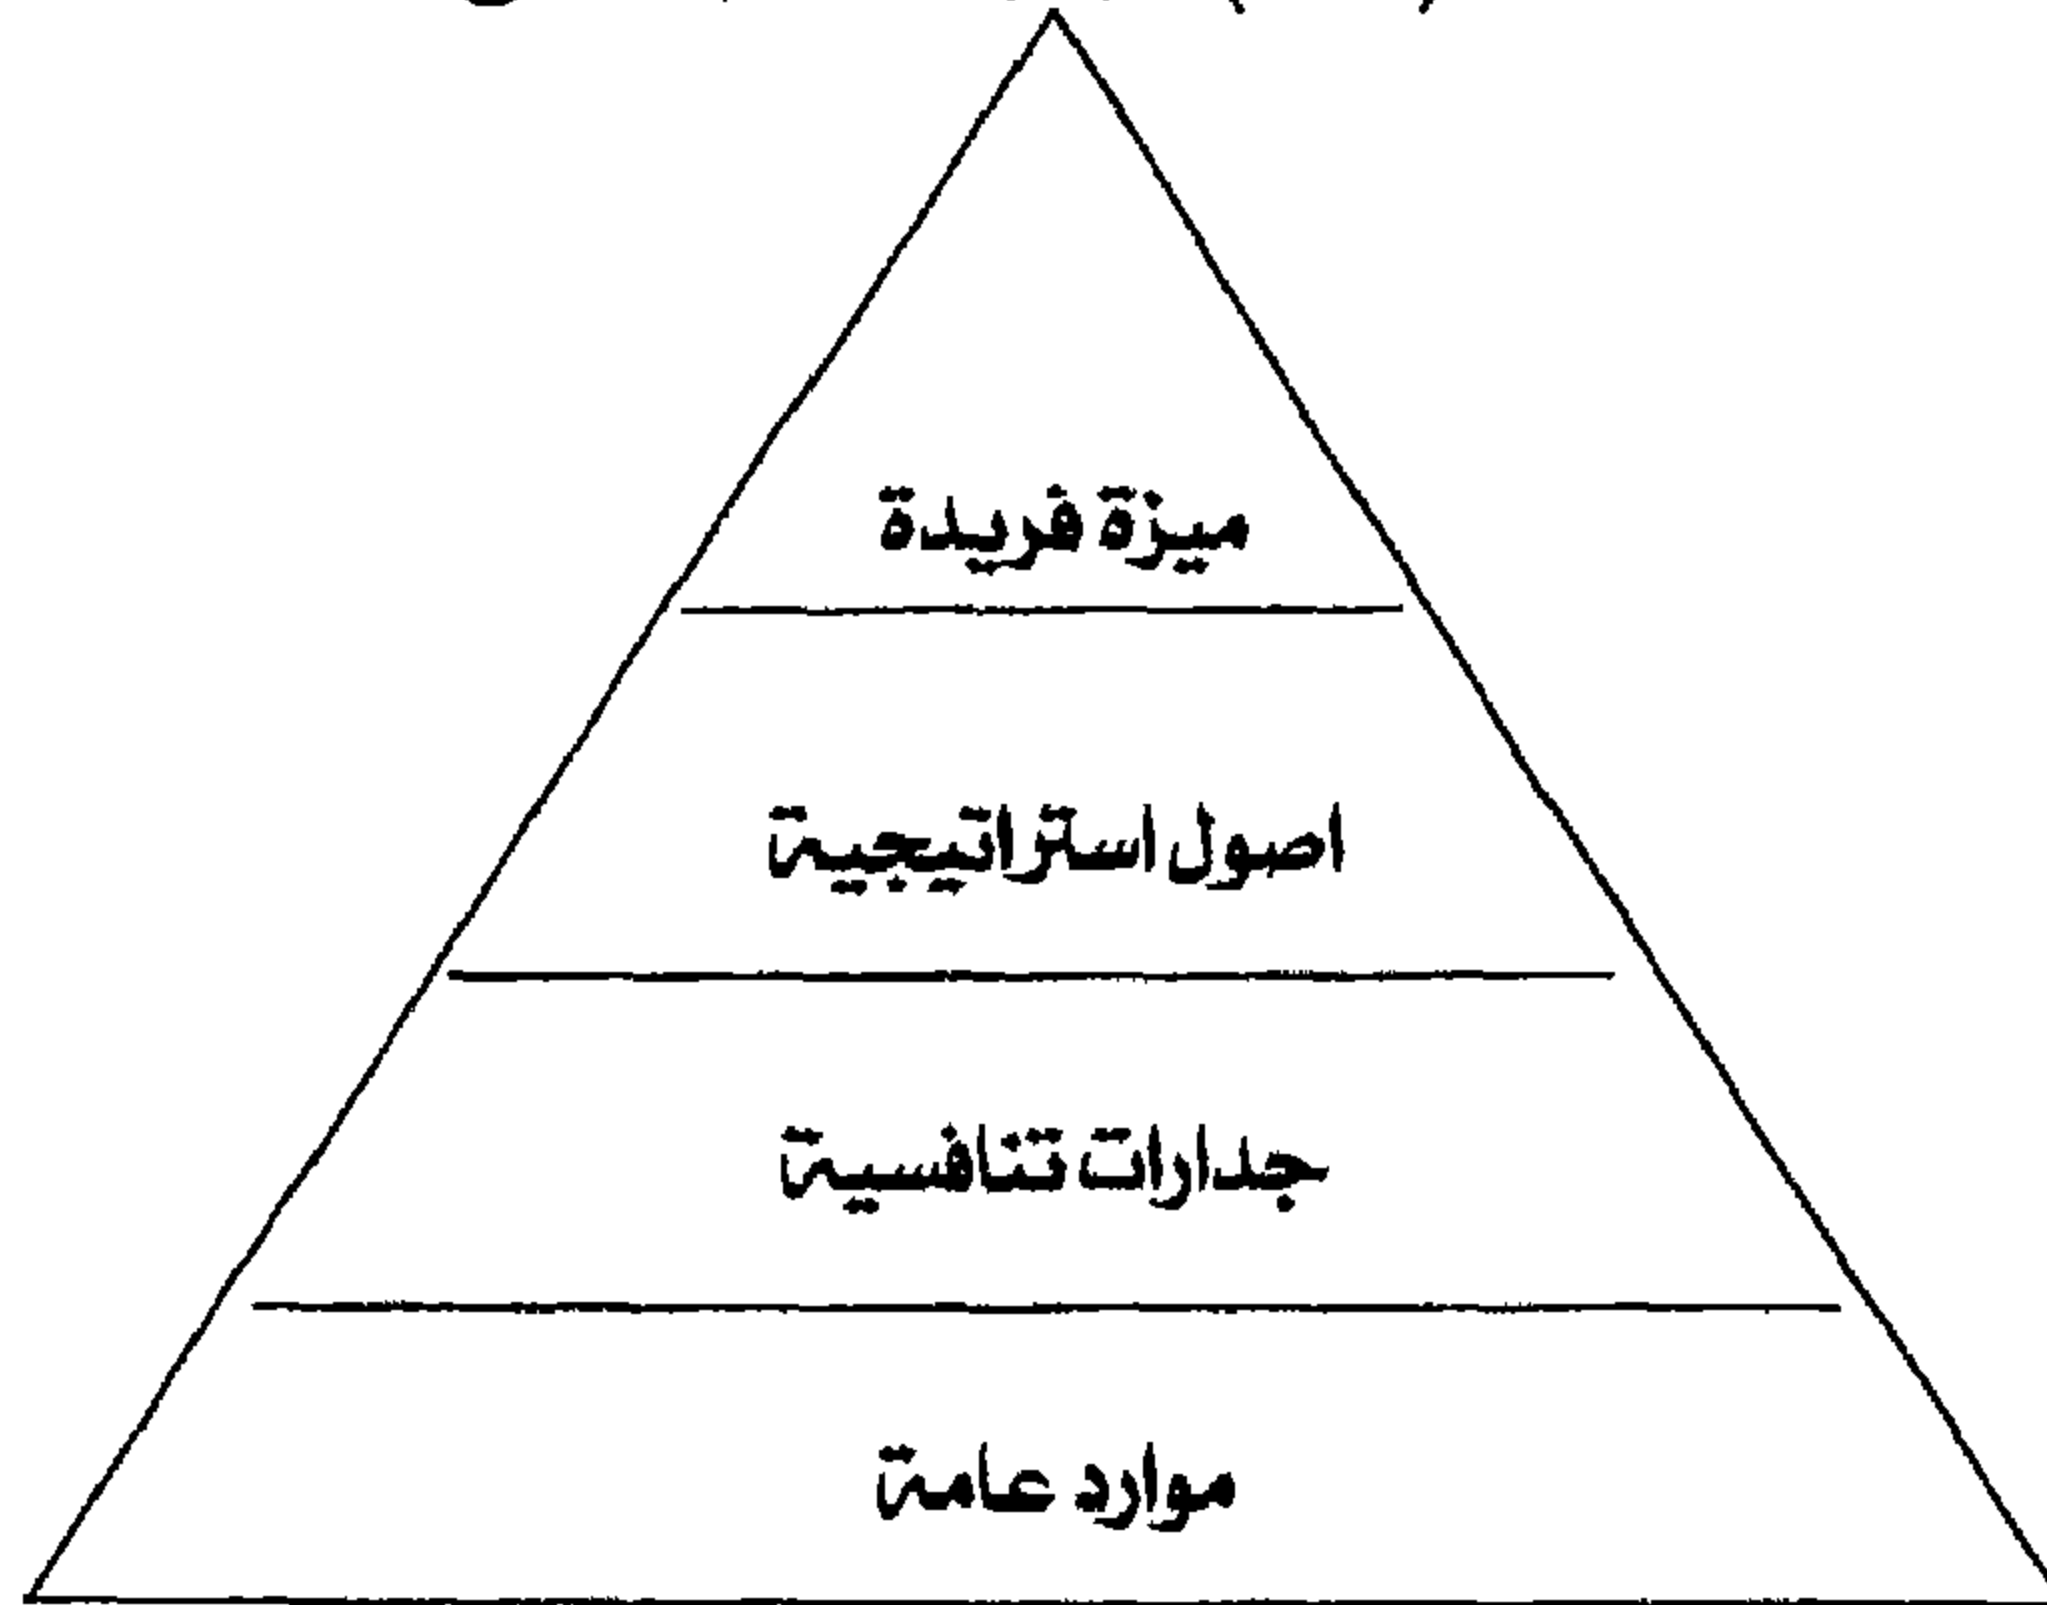 ميزة فريدة
اصول استراتيجية
جدارات تنافسية
موارد عامة